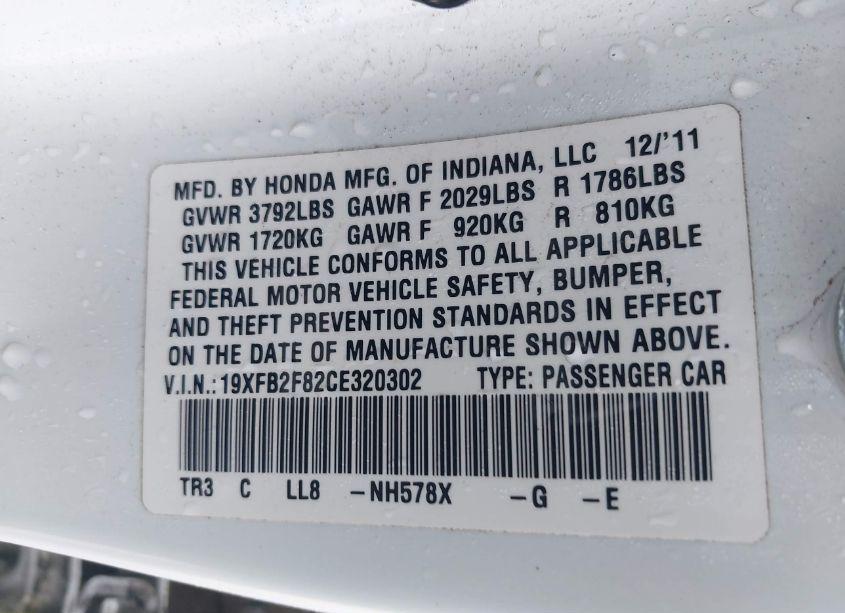 MFD. BY HONDA MFG. OF INDIANA, LLC 12/'11
GVWR 3792LBS GAWR F 2029LBS R 1786LBS
GVWR 1720KG GAWR F 920KG R 810KG
THIS VEHICLE CONFORMS TO ALL APPLICABLE
FEDERAL MOTOR VEHICLE SAFETY, BUMPER,
AND THEFT PREVENTION STANDARDS IN EFFECT
ON THE DATE OF MANUFACTURE SHOWN ABOVE.
V.I.N.:19XFB2F82CE320302 TYPE: PASSENGER CAR
TR3 C LL8 -NH578X -G -E